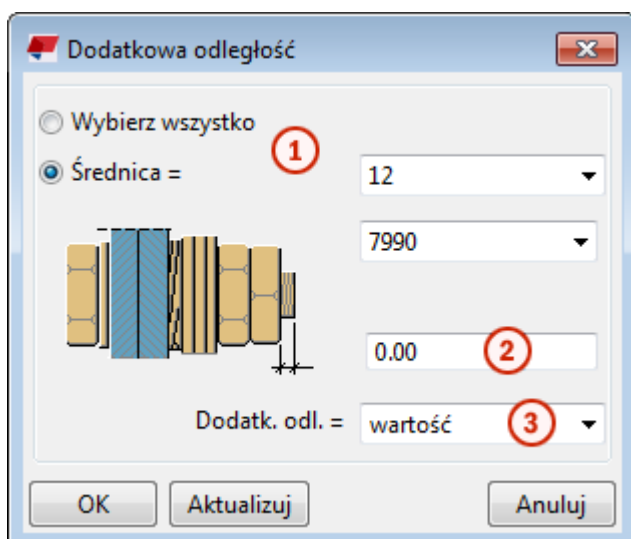 Dodatkowa odległość
Wybierz wszystko
1
Średnica =
12
7990
0.00
2
Dodatk. odl. =
wartość
3
OK
Aktualizuj
Anuluj